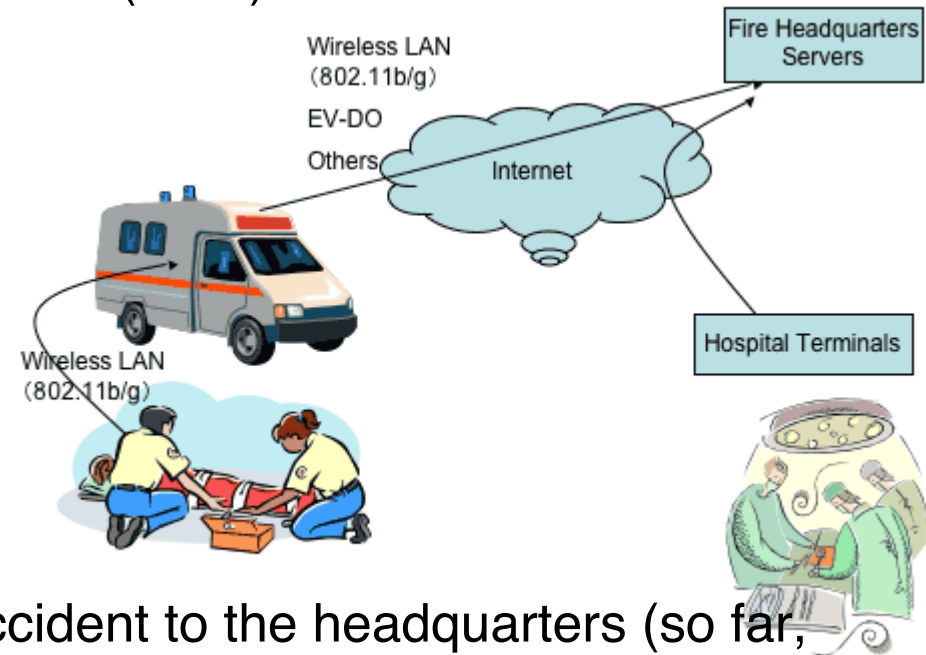 Wireless LAN
（802.11b/g）
EV-DO
Others
Internet
Fire Headquarters
Servers
Hospital Terminals
Wireless LAN
（802.11b/g）
ccident to the headquarters (so far,